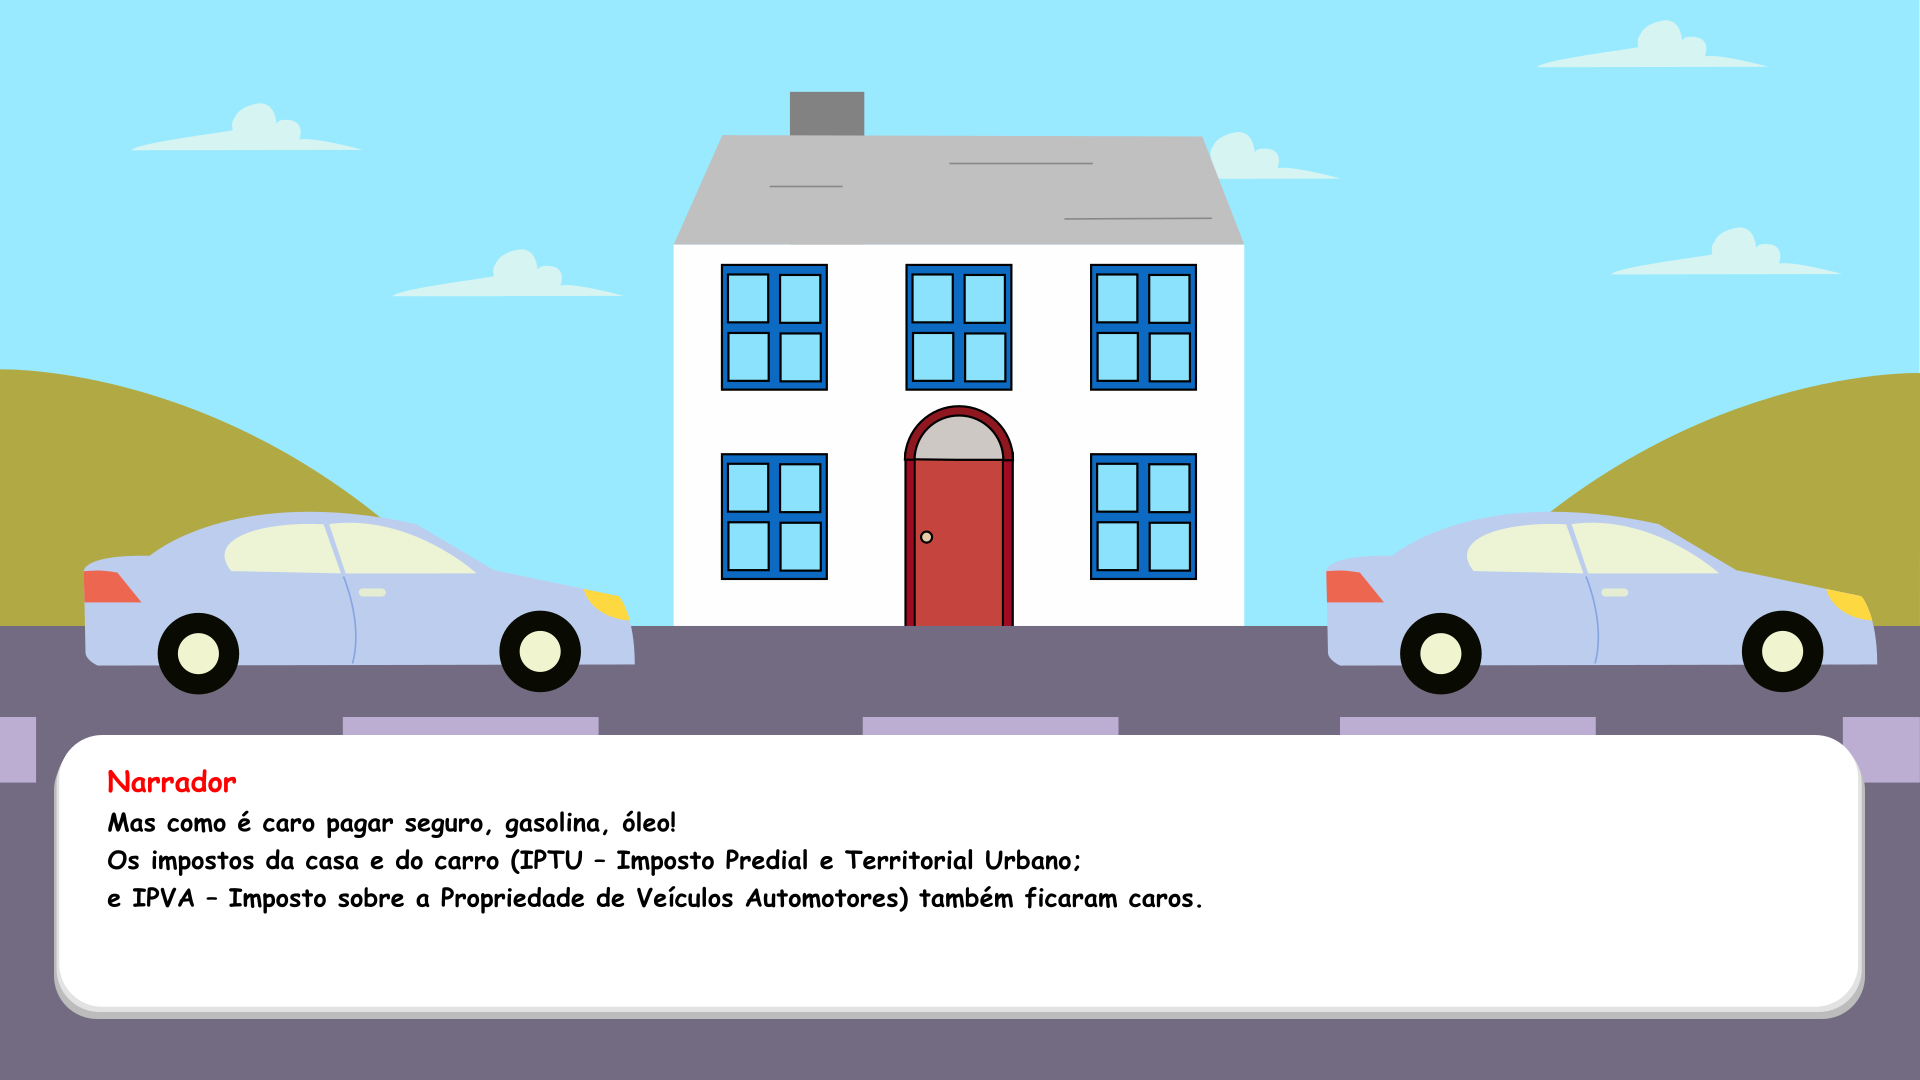 Narrador
Mas como é caro pagar seguro, gasolina, óleo!
Os impostos da casa e do carro (IPTU – Imposto Predial e Territorial Urbano;
e IPVA – Imposto sobre a Propriedade de Veículos Automotores) também ficaram caros.